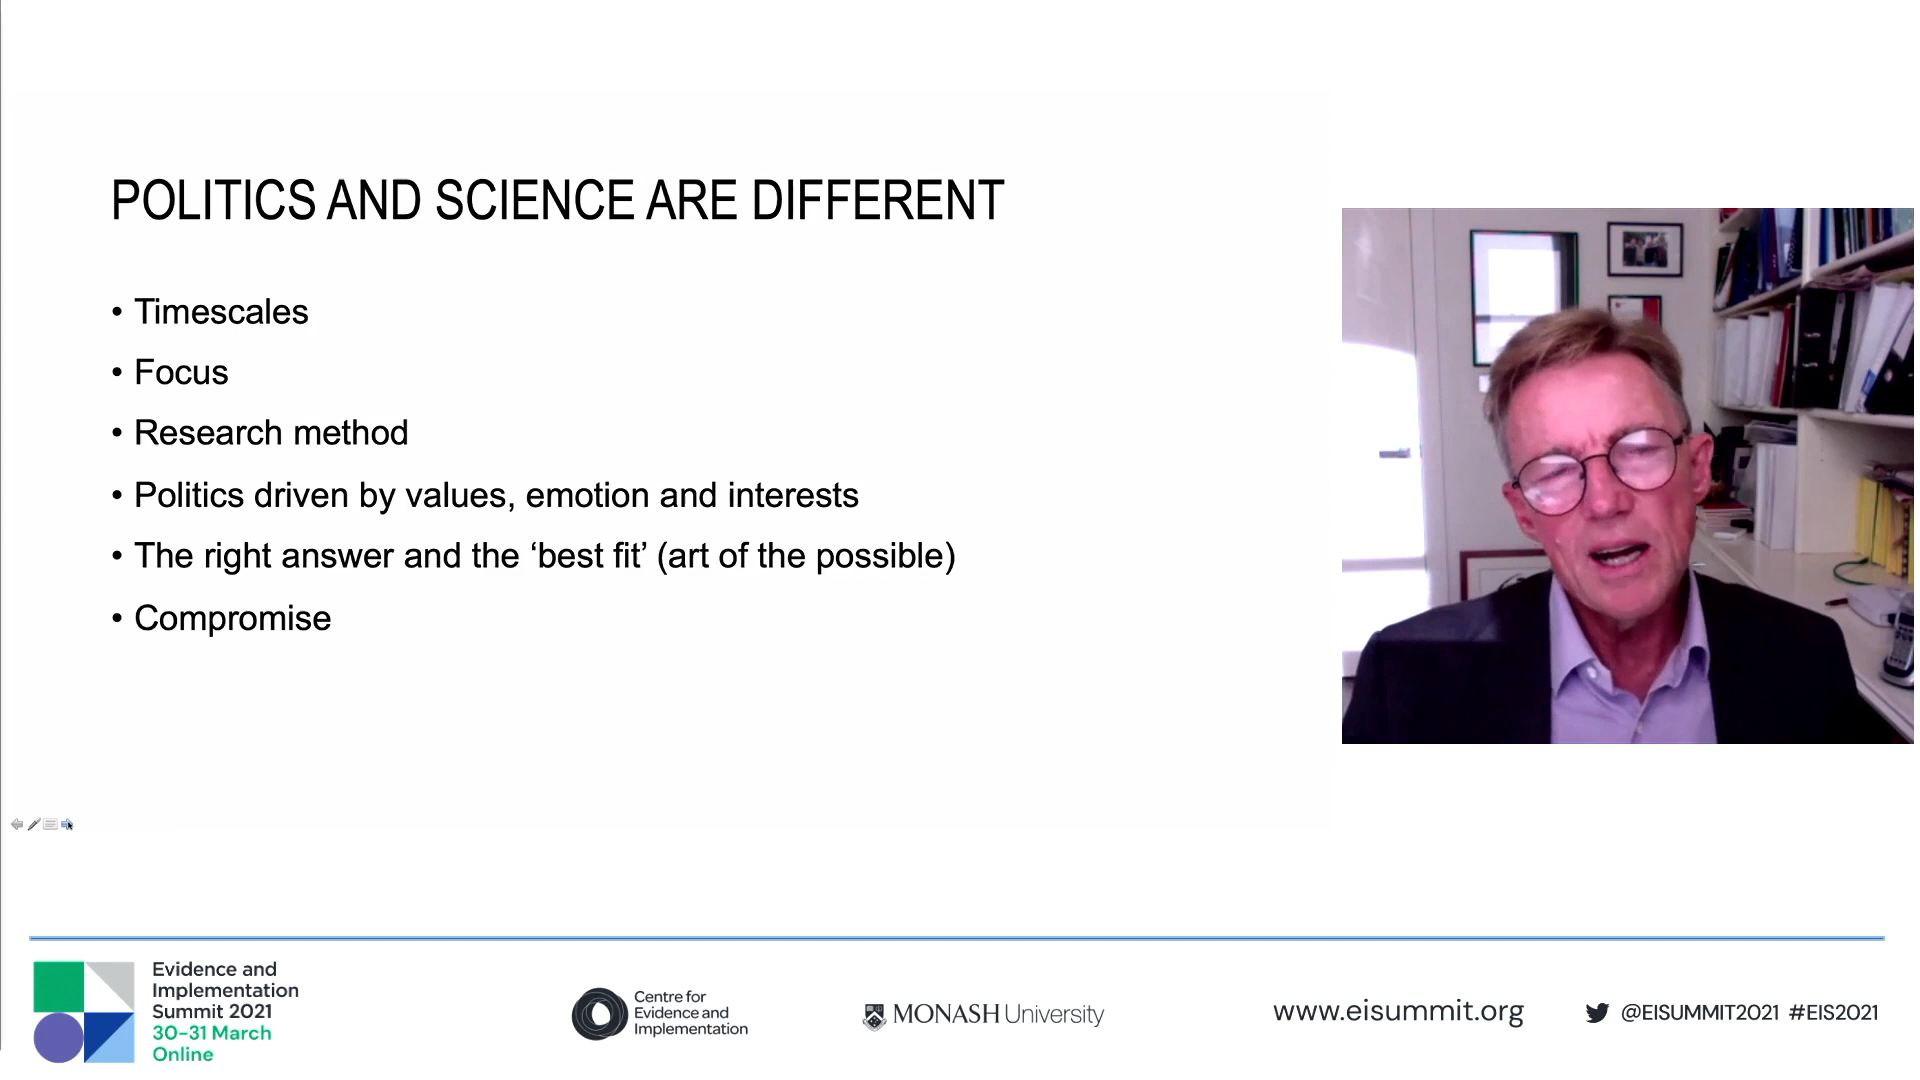 POLITICS AND SCIENCE ARE DIFFERENT
• Timescales
• Focus
• Research method
• Politics driven by values, emotion and interests
• The right answer and the ‘best fit’ (art of the possible)
• Compromise
Evidence and
Implementation
Summit 2021
30–31 March
Online
Centre for
Evidence and
Implementation
MONASH University
www.eisummit.org
@EISUMMIT2021 #EIS2021